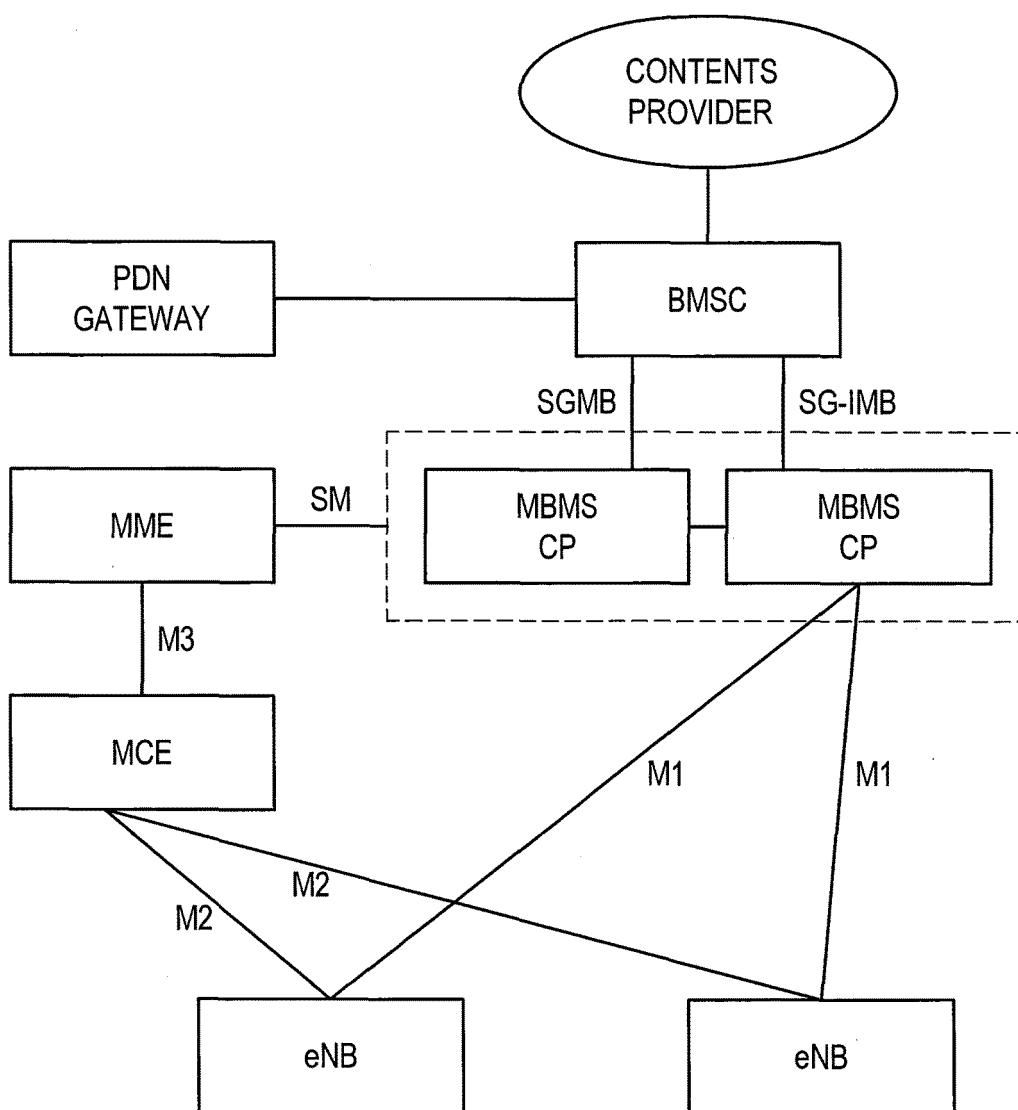 CONTENTS
PROVIDER
PDN
GATEWAY
BMSC
SGMB
SG-IMB
MME
SM
MBMS
CP
MBMS
CP
M3
MCE
M1
M1
M2
M2
eNB
eNB